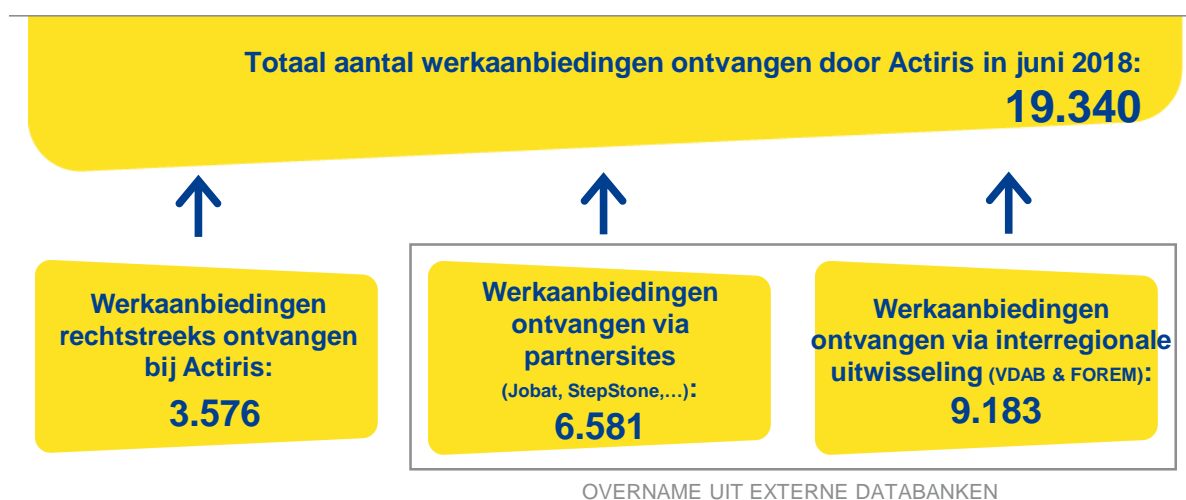 Totaal aantal werkaanbiedingen ontvangen door Actiris in juni 2018:
19.340
Werkaanbiedingen
rechtstreeks ontvangen
bij Actiris:
3.576
Werkaanbiedingen
ontvangen via
partnersites
(Jobat, StepStone,…):
6.581
Werkaanbiedingen
ontvangen via interregionale
uitwisseling (VDAB & FOREM):
9.183
OVERNAME UIT EXTERNE DATABANKEN